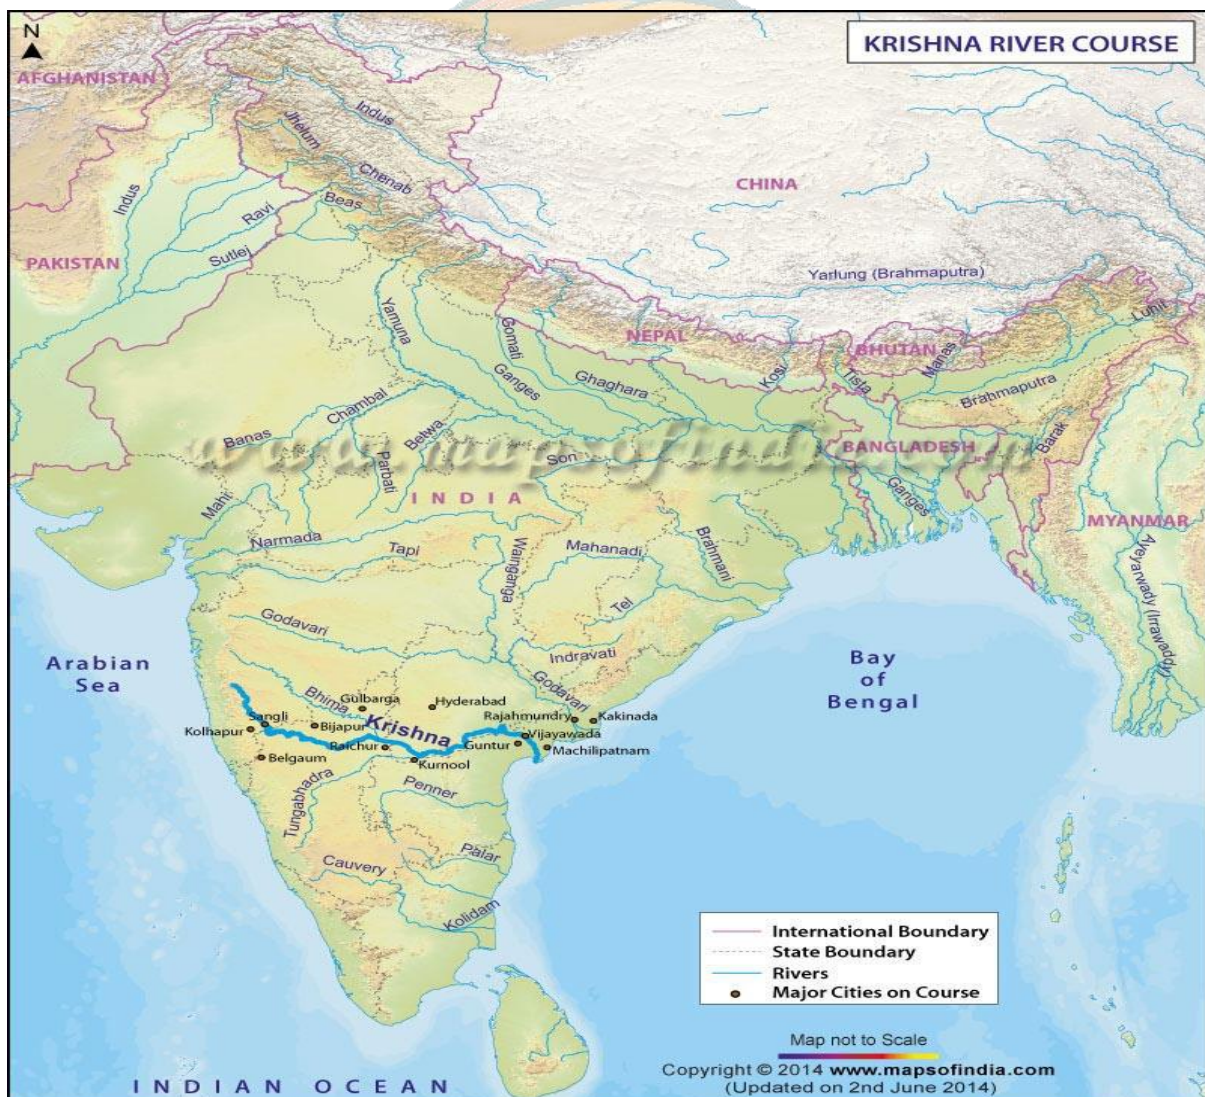 N
KRISHNA RIVER COURSE
AFGHANISTAN
Indus
Jhelum
Chenab
CHINA
Indus
Beas
Ravi
PAKISTAN
Sutlej
Yarlung (Brahmaputra)
Yamuna
Gomati
NEPAL
Luhit
BHUTAN
Manas
Kosi
Tista
Ganges
Ghaghara
Brahmaputra
Chambal
Banas
Betwa
www.mapsofindia.com
BANGLADESH
Barak
Parbati
Son
Mahi
INDIA
Ganges
MYANMAR
Narmada
Tapi
Wainganga
Mahanadi
Brahmani
Ayeyarwady (Irrawaddy)
Tel
Godavari
Indravati
Arabian
Sea
Bay
of
Bengal
Bhima
Gulbarga
Hyderabad
Godavari
Sangli
Krishna
Rajahmundry
Kakinada
Kolhapur
Bijapur
Vijayawada
Raichur
Guntur
Machilipatnam
Belgaum
Kurnool
Tungabhadra
Penner
Palar
Cauvery
Kolidam
International Boundary
State Boundary
Rivers
Major Cities on Course
Map not to Scale
Copyright © 2014 www.mapsofindia.com
(Updated on 2nd June 2014)
INDIAN OCEAN